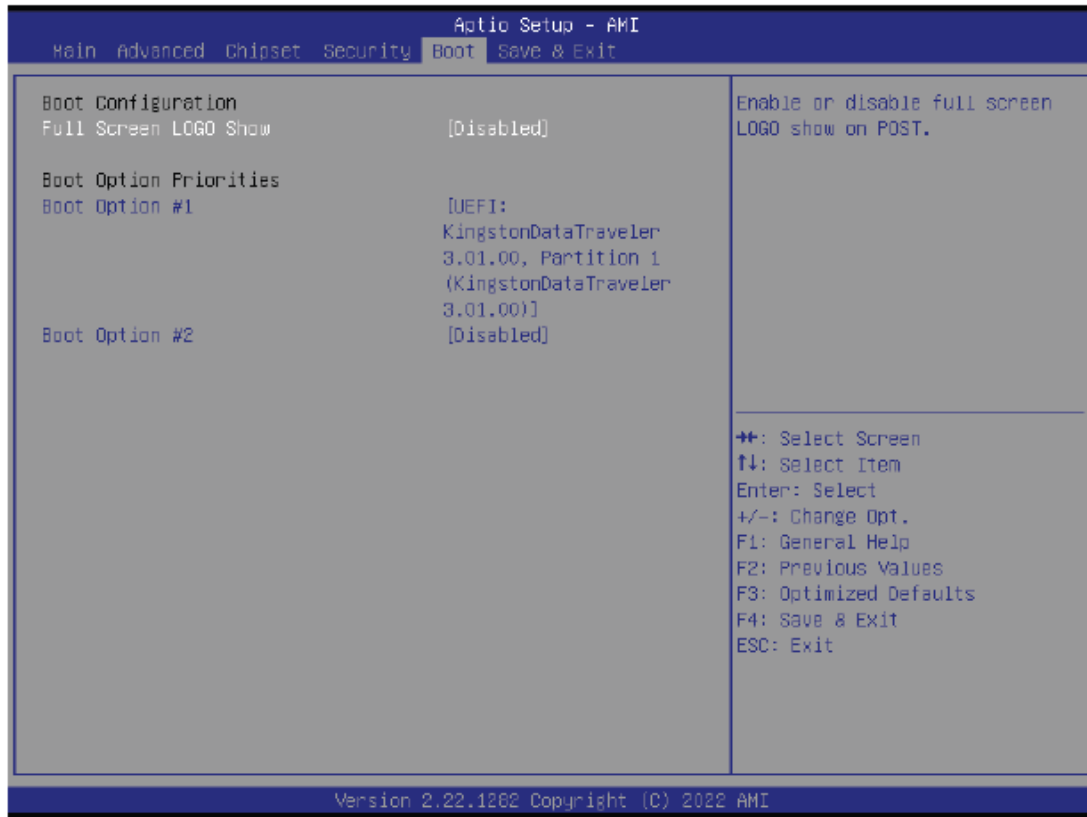 Aptio Setup - AMI
Main Advanced Chipset Security Boot Save & Exit
Boot Configuration
Full Screen LOGO Show [Disabled]
Boot Option Priorities
Boot Option #1 [UEFI:
KingstonDataTraveler
3.01.00, Partition 1
(KingstonDataTraveler
3.01.00)]
Boot Option #2 [Disabled]
Enable or disable full screen
LOGO show on POST.
→←: Select Screen
↑↓: Select Item
Enter: Select
+/-: Change Opt.
F1: General Help
F2: Previous Values
F3: Optimized Defaults
F4: Save & Exit
ESC: Exit
Version 2.22.1282 Copyright (C) 2022 AMI